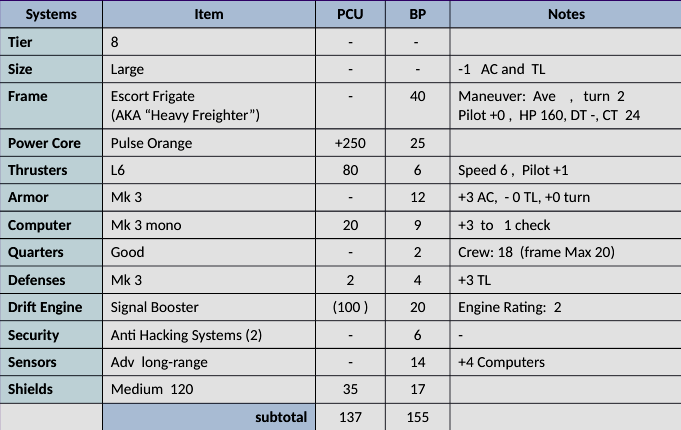 Systems Item PCU BP Notes
Tier 8 - -
Size Large - - -1 AC and TL
Frame Escort Frigate - 40 Maneuver: Ave , turn 2
(AKA “Heavy Freighter”) Pilot +0 , HP 160, DT -, CT 24
Power Core Pulse Orange +250 25
Thrusters L6 80 6 Speed 6 , Pilot +1
Armor Mk 3 - 12 +3 AC, - 0 TL, +0 turn
Computer Mk 3 mono 20 9 +3 to 1 check
Quarters Good - 2 Crew: 18 (frame Max 20)
Defenses Mk 3 2 4 +3 TL
Drift Engine Signal Booster (100 ) 20 Engine Rating: 2
Security Anti Hacking Systems (2) - 6 -
Sensors Adv long-range - 14 +4 Computers
Shields Medium 120 35 17
subtotal 137 155